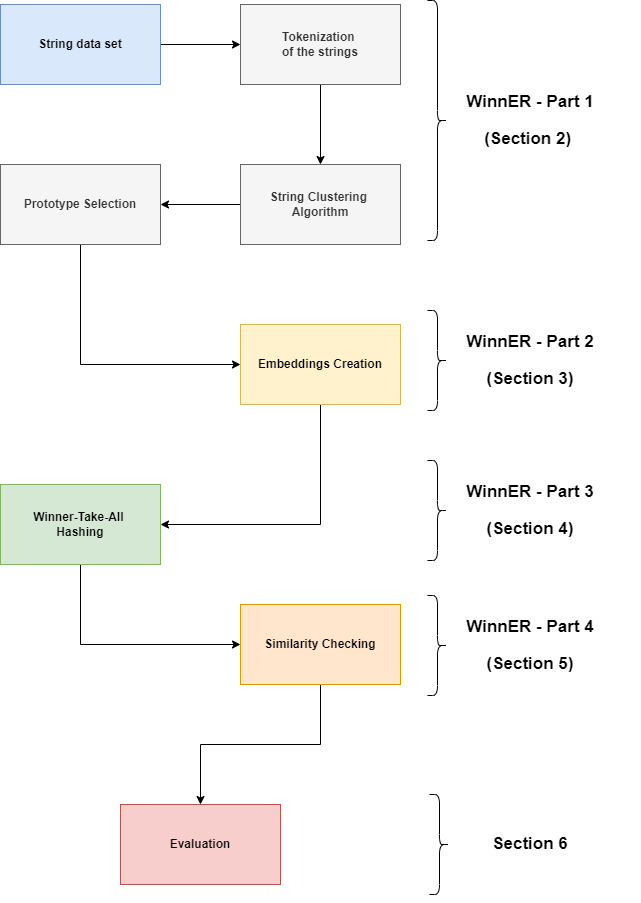 String data set
Tokenization
of the strings
WinnER - Part 1
(Section 2)
Prototype Selection
String Clustering
Algorithm
Embeddings Creation
WinnER - Part 2
(Section 3)
Winner-Take-All
Hashing
WinnER - Part 3
(Section 4)
Similarity Checking
WinnER - Part 4
(Section 5)
Evaluation
Section 6